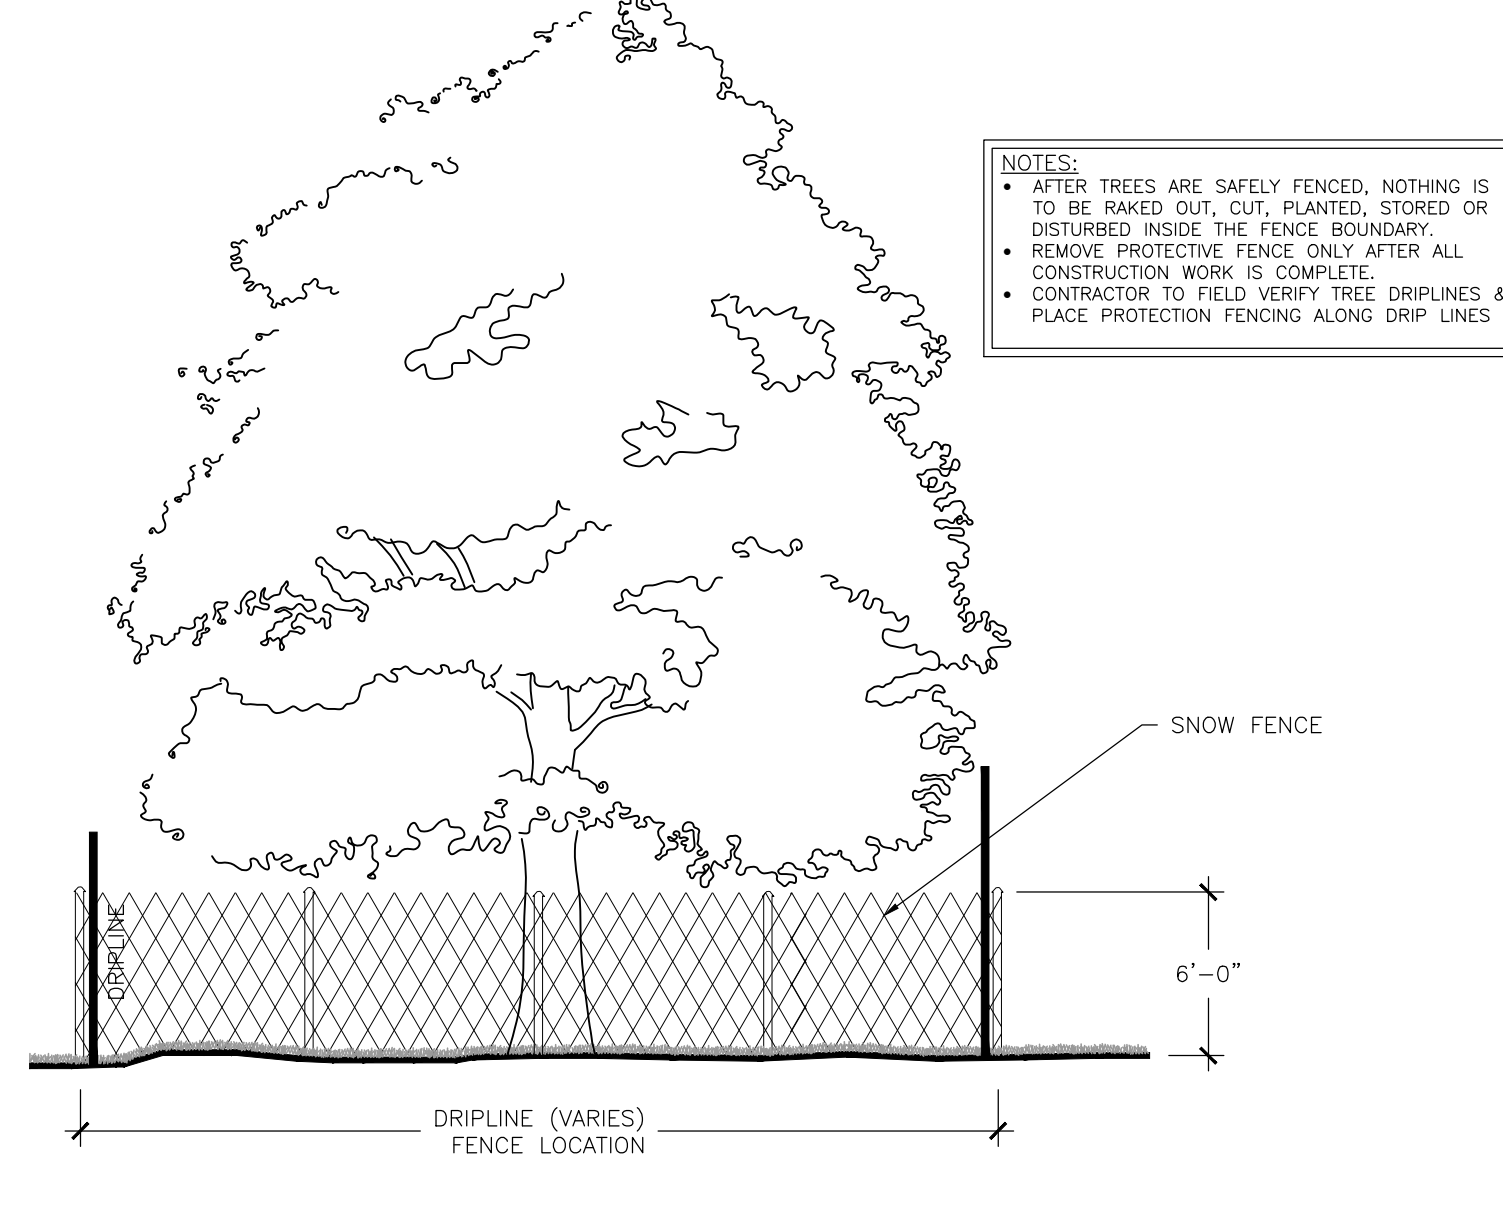 NOTES:
• AFTER TREES ARE SAFELY FENCED, NOTHING IS
TO BE RAKED OUT, CUT, PLANTED, STORED OR
DISTURBED INSIDE THE FENCE BOUNDARY.
• REMOVE PROTECTIVE FENCE ONLY AFTER ALL
CONSTRUCTION WORK IS COMPLETE.
• CONTRACTOR TO FIELD VERIFY TREE DRIPLINES &
PLACE PROTECTION FENCING ALONG DRIP LINES
SNOW FENCE
DRIPLINE
6'-0"
DRIPLINE (VARIES)
FENCE LOCATION